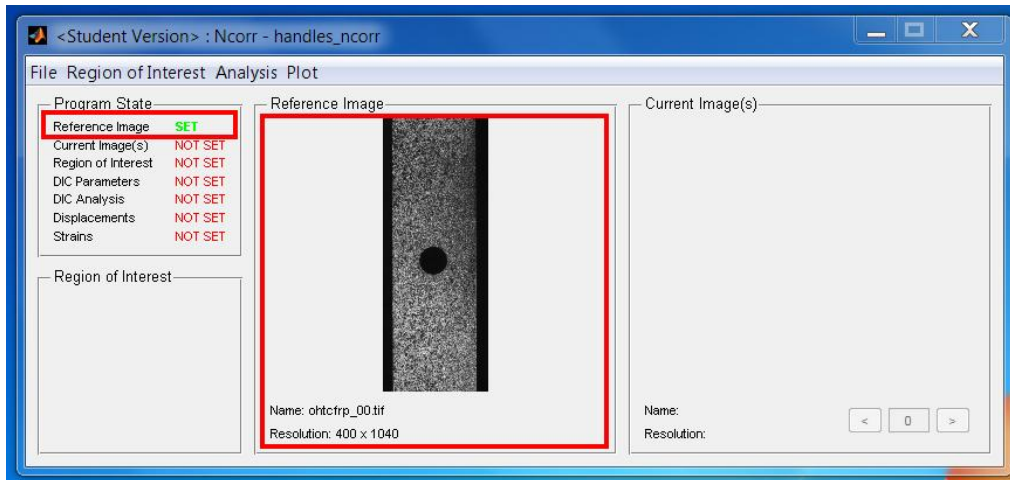 <Student Version> : Ncorr - handles_ncorr
File Region of Interest Analysis Plot
Program State
Reference Image SET
Current Image(s) NOT SET
Region of Interest NOT SET
DIC Parameters NOT SET
DIC Analysis NOT SET
Displacements NOT SET
Strains NOT SET
Region of Interest
Reference Image
Name: ohtcfrp_00.tif
Resolution: 400 x 1040
Current Image(s)
Name:
Resolution:
< 0 >